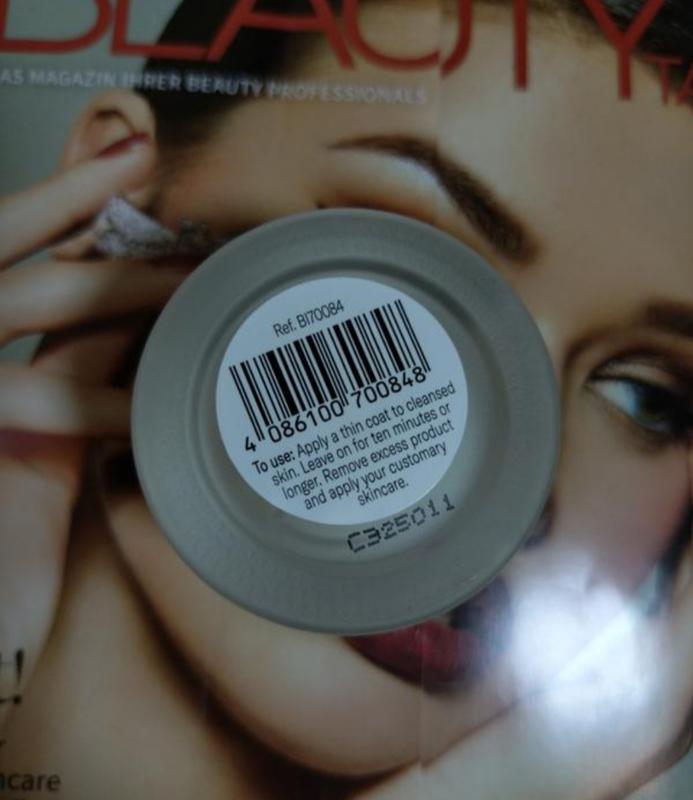 BEAUTY
AS MAGAZIN IHRER BEAUTY PROFESSIONALS
Ref. BI70084
4 086100 700848
To use: Apply a thin coat to cleansed
skin. Leave on for ten minutes or
longer. Remove excess product
and apply your customary
skincare.
C325011
ncare